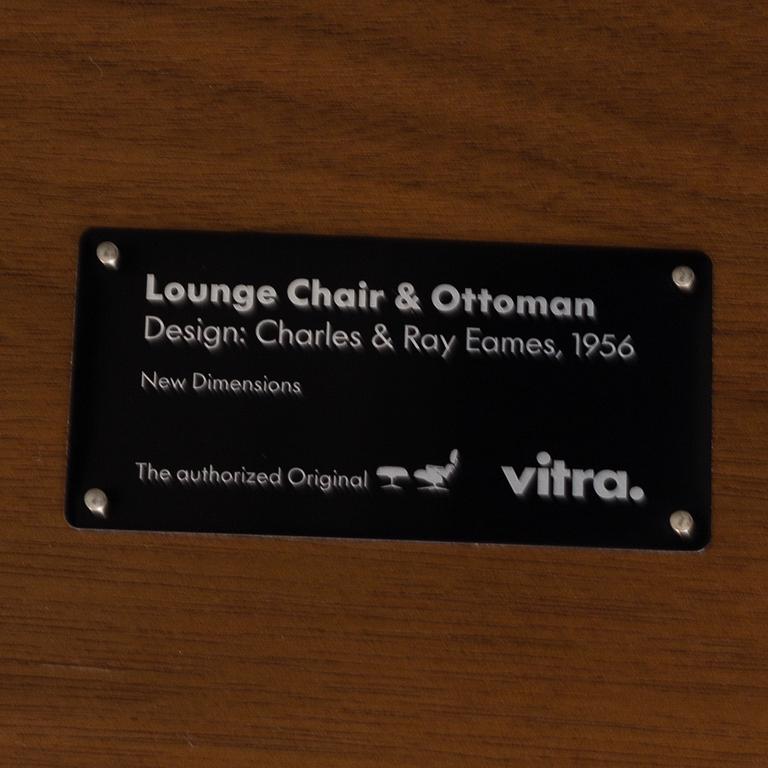 Lounge Chair & Ottoman
Design: Charles & Ray Eames, 1956
New Dimensions
The authorized Original vitra.